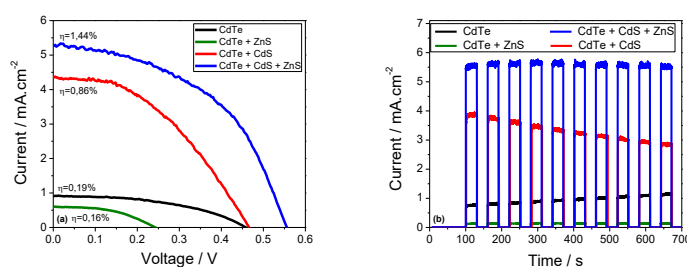 CdTe
CdTe + ZnS
CdTe + CdS
CdTe + CdS + ZnS
η=1,44%
η=0,86%
η=0,19%
(a) η=0,16%
Current / mA.cm-2
6
5
4
3
2
1
0
0.0 0.1 0.2 0.3 0.4 0.5 0.6
Voltage / V
CdTe CdTe + CdS + ZnS
CdTe + ZnS CdTe + CdS
(b)
Current / mA.cm-2
7
6
5
4
3
2
1
0
0 100 200 300 400 500 600 700
Time / s